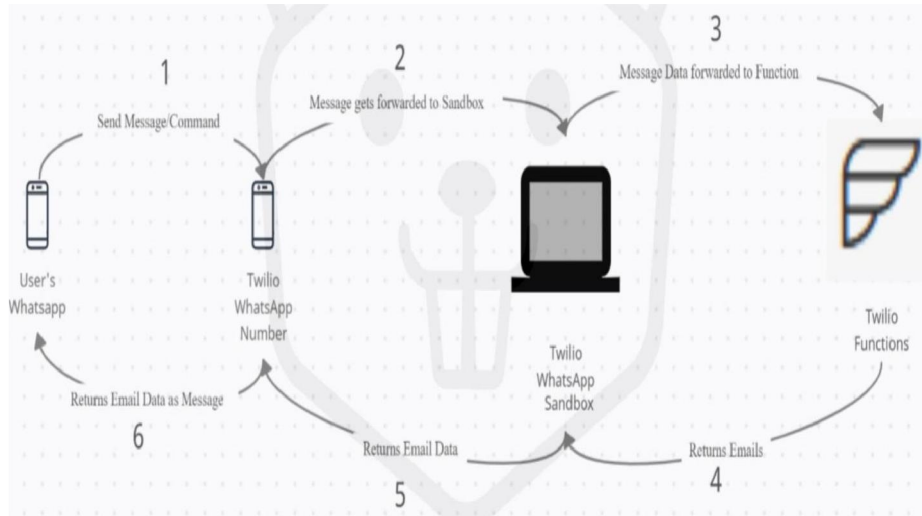 1
Send Message/Command
2
Message gets forwarded to Sandbox
3
Message Data forwarded to Function
User's
Whatsapp
Twilio
WhatsApp
Number
Twilio
WhatsApp
Sandbox
Twilio
Functions
Returns Email Data as Message
6
Returns Email Data
5
Returns Emails
4